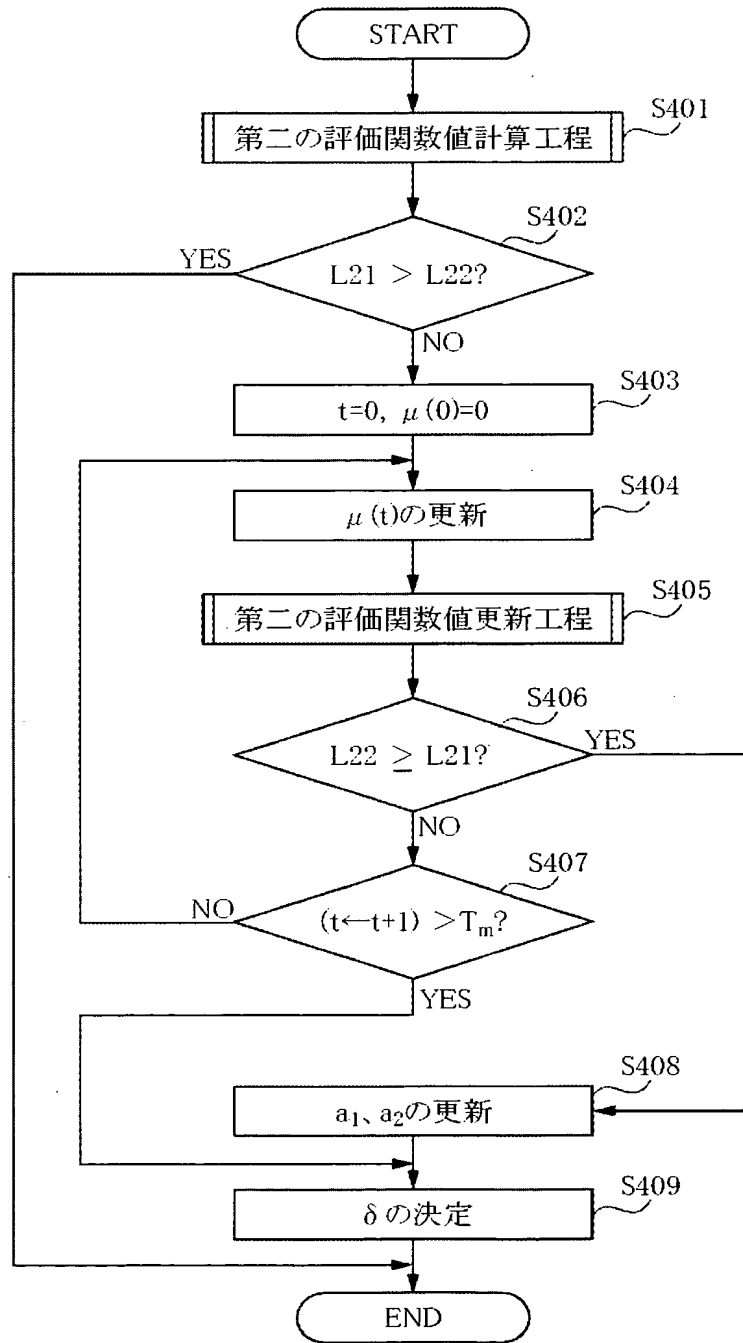 START
S401
第二の評価関数値計算工程
S402
YES
L21 > L22?
NO
S403
t=0, μ(0)=0
S404
μ(t)の更新
S405
第二の評価関数値更新工程
S406
L22 ≥ L21?
YES
NO
S407
NO
(t←t+1) >Tm?
YES
S408
a1、a2の更新
S409
δの決定
END